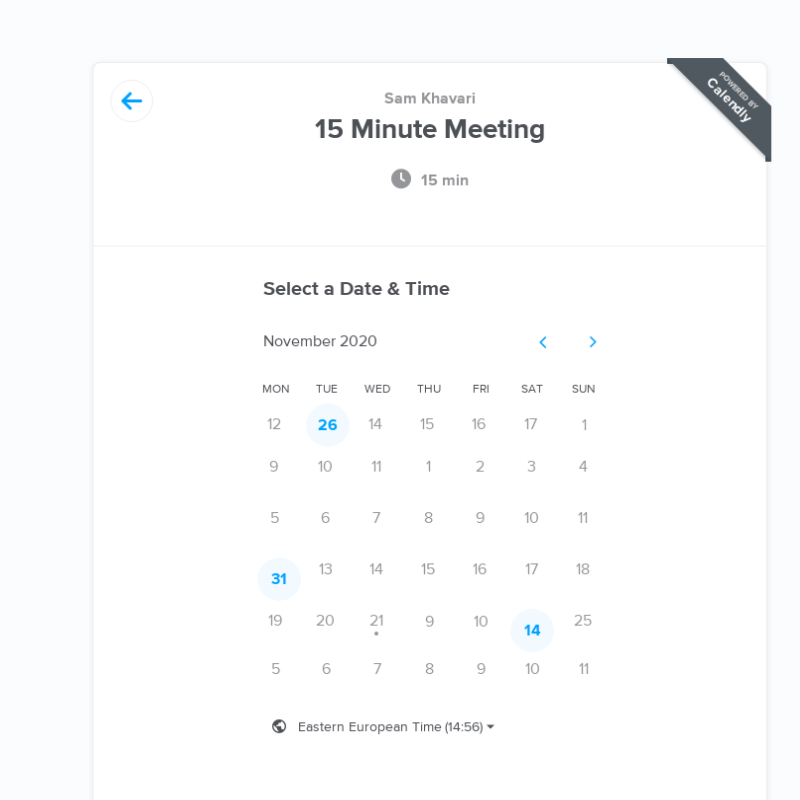 POWERED BY
Calendly
Sam Khavari
15 Minute Meeting
15 min
Select a Date & Time
November 2020
MON TUE WED THU FRI SAT SUN
12 26 14 15 16 17 1
9 10 11 1 2 3 4
5 6 7 8 9 10 11
31 13 14 15 16 17 18
19 20 21 9 10 14 25
5 6 7 8 9 10 11
Eastern European Time (14:56)